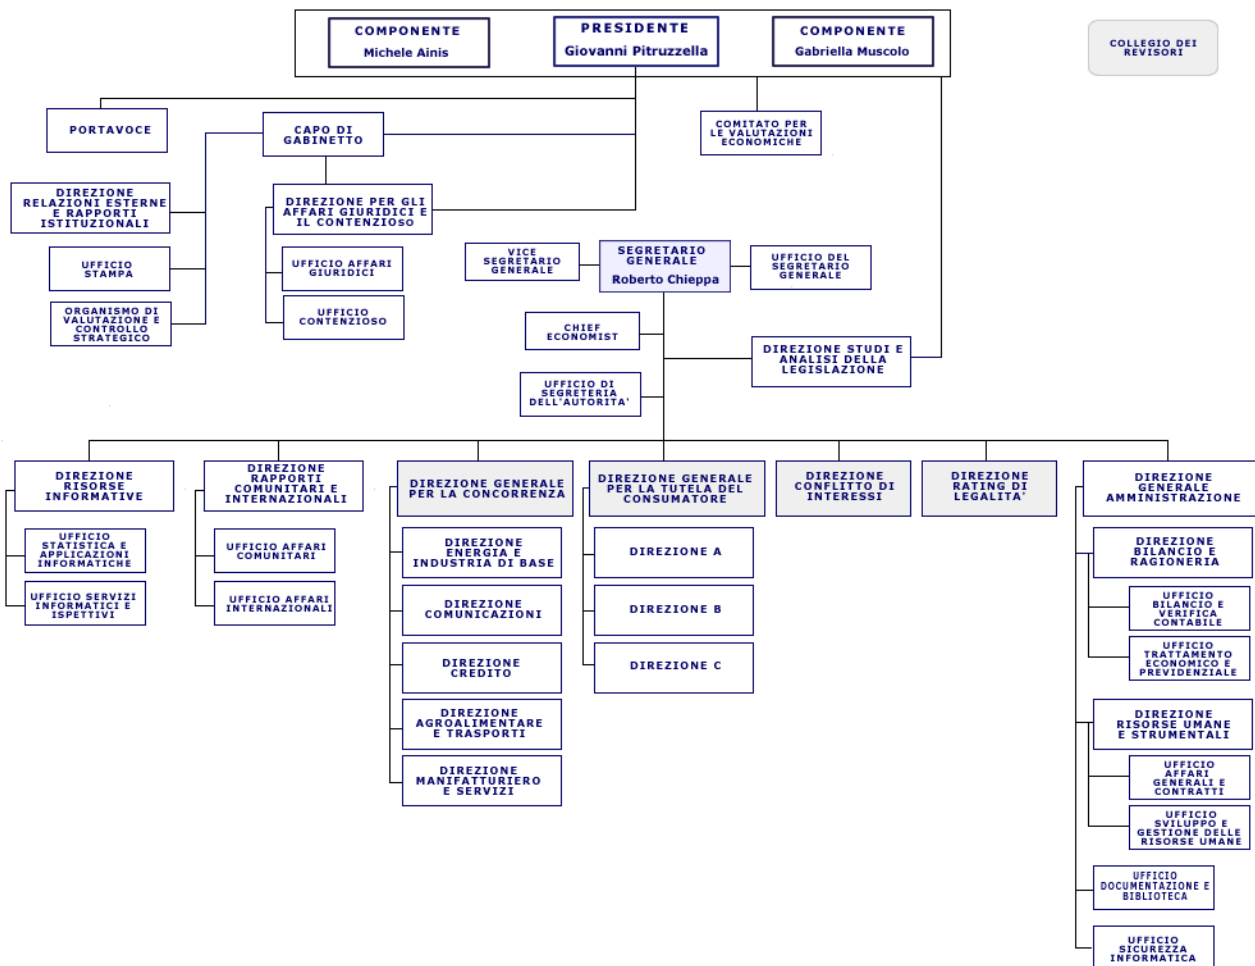 COMPONENTE
Michele Ainis
PRESIDENTE
Giovanni Pitruzzella
COMPONENTE
Gabriella Muscolo
COLLEGIO DEI
REVISORI
PORTAVOCE
CAPO DI
GABINETTO
COMITATO PER
LE VALUTAZIONI
ECONOMICHE
DIREZIONE
RELAZIONI ESTERNE
E RAPPORTI
ISTITUZIONALI
DIREZIONE PER GLI
AFFARI GIURIDICI E
IL CONTENZIOSO
UFFICIO
STAMPA
UFFICIO AFFARI
GIURIDICI
VICE
SEGRETARIO
GENERALE
SEGRETARIO
GENERALE
Roberto Chieppa
UFFICIO DEL
SEGRETARIO
GENERALE
ORGANISMO DI
VALUTAZIONE E
CONTROLLO
STRATEGICO
UFFICIO
CONTENZIOSO
CHIEF
ECONOMIST
DIREZIONE STUDI E
ANALISI DELLA
LEGISLAZIONE
UFFICIO DI
SEGRETERIA
DELL'AUTORITA'
DIREZIONE
RISORSE
INFORMATIVE
DIREZIONE
RAPPORTI
COMUNITARI E
INTERNAZIONALI
DIREZIONE GENERALE
PER LA CONCORRENZA
DIREZIONE GENERALE
PER LA TUTELA DEL
CONSUMATORE
DIREZIONE
CONFLITTO DI
INTERESSI
DIREZIONE
RATING DI
LEGALITA'
DIREZIONE
GENERALE
AMMINISTRAZIONE
UFFICIO
STATISTICA E
APPLICAZIONI
INFORMATICHE
UFFICIO SERVIZI
INFORMATICI E
ISPETTIVI
UFFICIO AFFARI
COMUNITARI
UFFICIO AFFARI
INTERNAZIONALI
DIREZIONE
ENERGIA E
INDUSTRIA DI BASE
DIREZIONE
COMUNICAZIONI
DIREZIONE
CREDITO
DIREZIONE
AGROALIMENTARE
E TRASPORTI
DIREZIONE
MANIFATTURIERO
E SERVIZI
DIREZIONE A
DIREZIONE B
DIREZIONE C
DIREZIONE
BILANCIO E
RAGIONERIA
UFFICIO
BILANCIO E
VERIFICA
CONTABILE
UFFICIO
TRATTAMENTO
ECONOMICO E
PREVIDENZIALE
DIREZIONE
RISORSE UMANE
E STRUMENTALI
UFFICIO
AFFARI
GENERALI E
CONTRATTI
UFFICIO
SVILUPPO E
GESTIONE DELLE
RISORSE UMANE
UFFICIO
DOCUMENTAZIONE E
BIBLIOTECA
UFFICIO
SICUREZZA
INFORMATICA